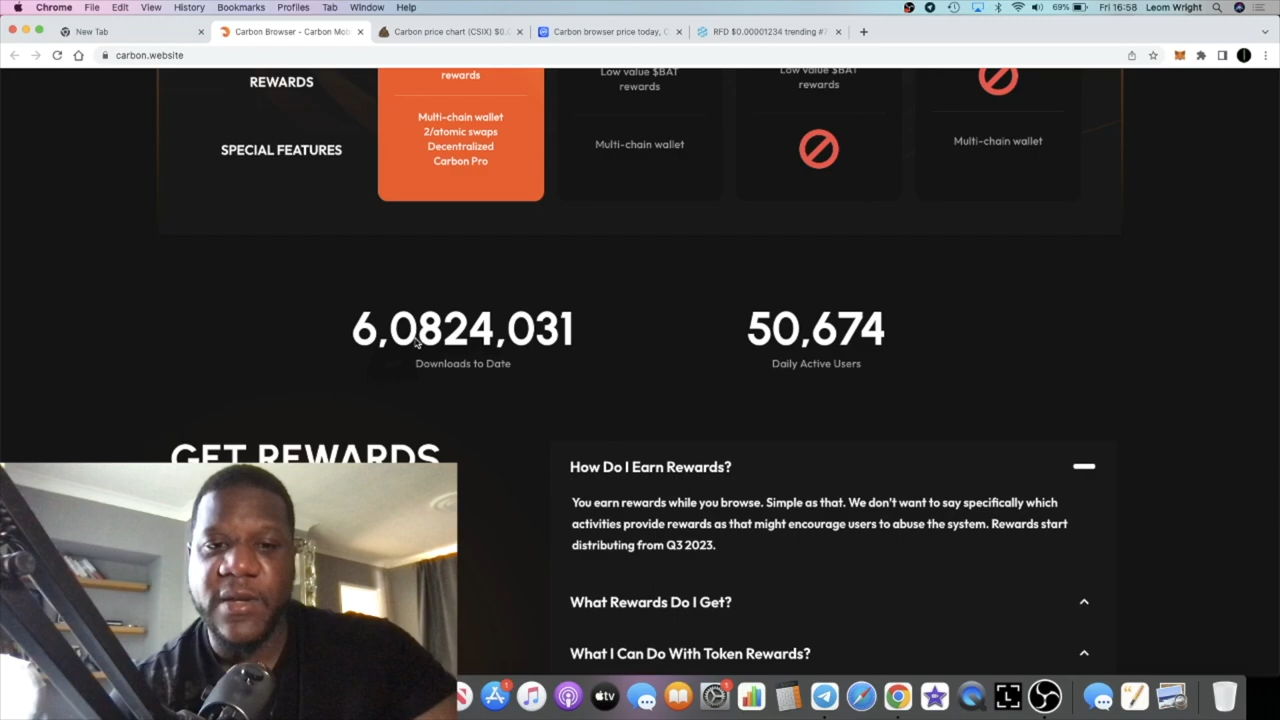 Chrome File Edit View History Bookmarks Profiles Tab Window Help 69% Fri 16:58 Leom Wright
New Tab Carbon Browser - Carbon Mob Carbon price chart (CSIX) $0. Carbon browser price today, C RFD $0.00001234 trending #
carbon.website
REWARDS
rewards
Low value $BAT
rewards
Low value $BAT
rewards
SPECIAL FEATURES
Multi-chain wallet
2/atomic swaps
Decentralized
Carbon Pro
Multi-chain wallet
Multi-chain wallet
6,0824,031
Downloads to Date
50,674
Daily Active Users
GET REWARDS
How Do I Earn Rewards?
You earn rewards while you browse. Simple as that. We don't want to say specifically which
activities provide rewards as that might encourage users to abuse the system. Rewards start
distributing from Q3 2023.
What Rewards Do I Get?
What I Can Do With Token Rewards?
tv